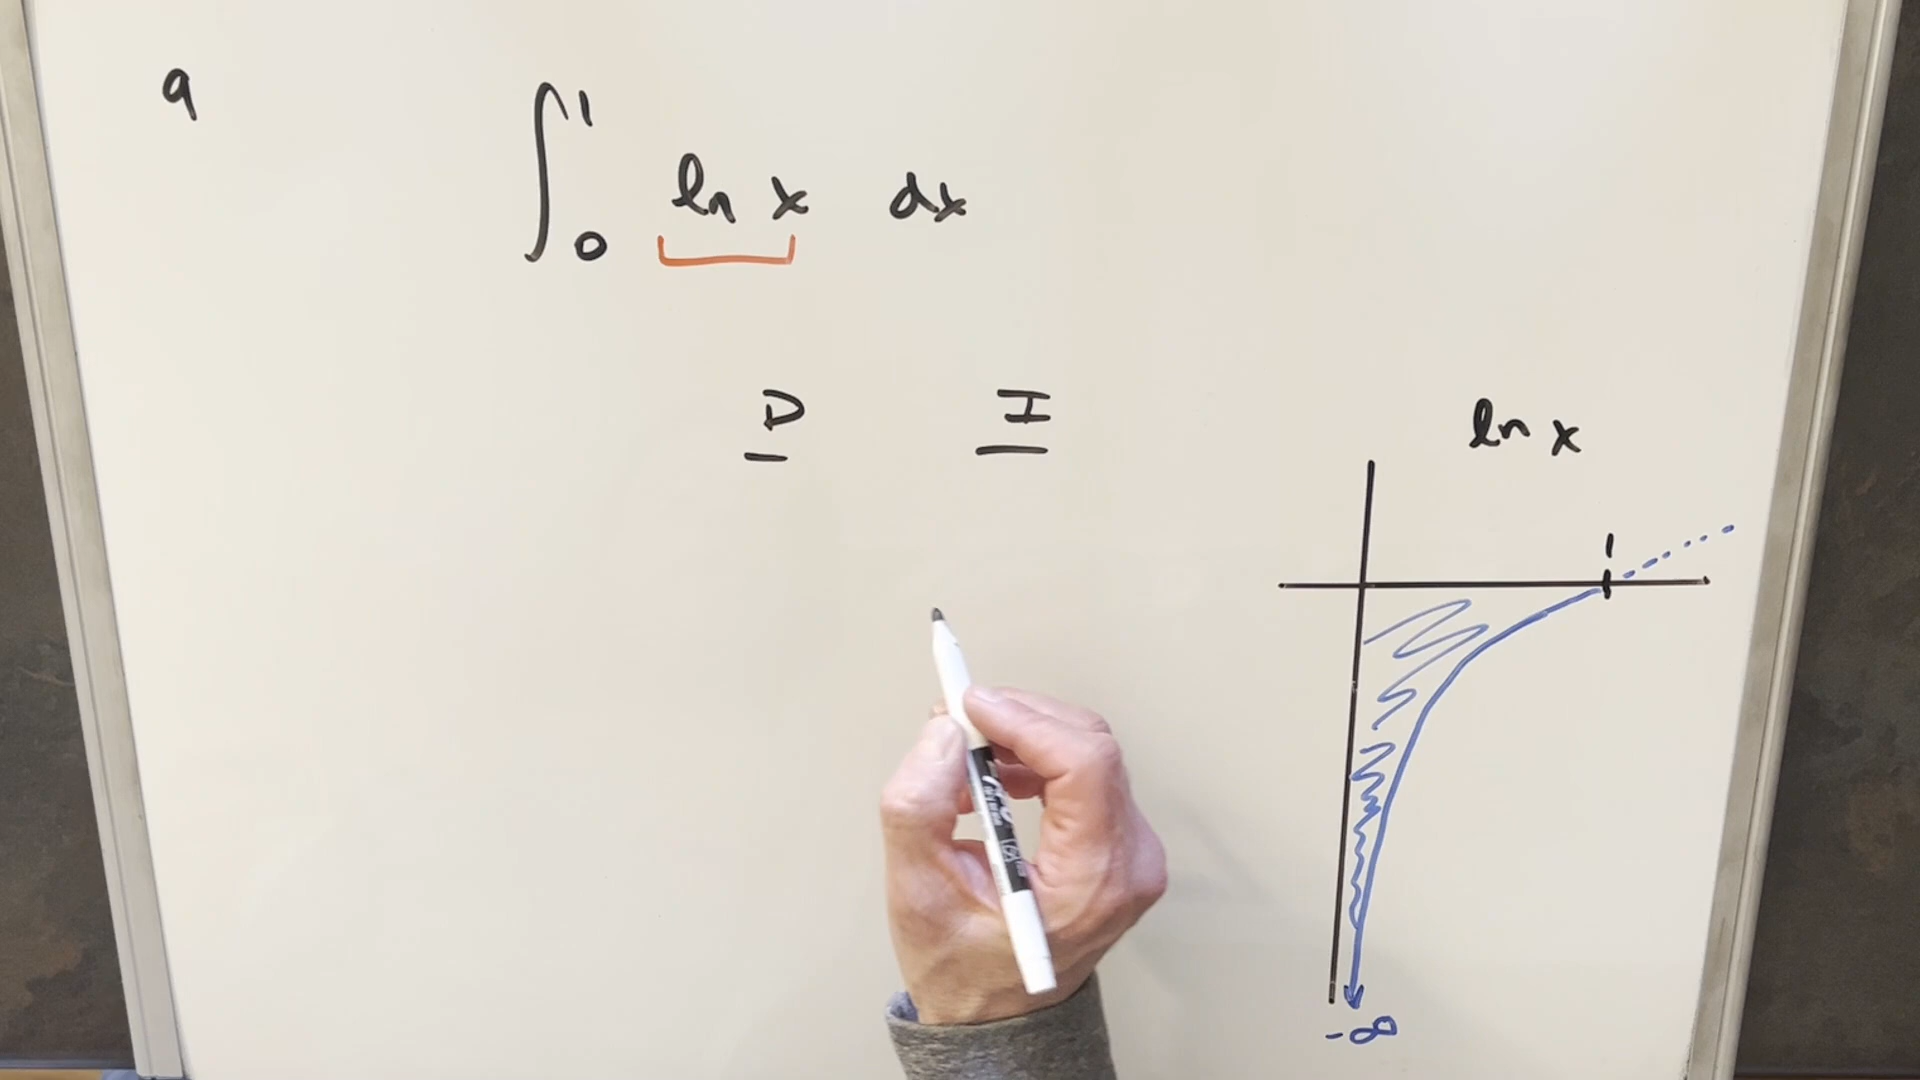 9
∫₀¹ ln x dx
D I
ln x
1
-∞